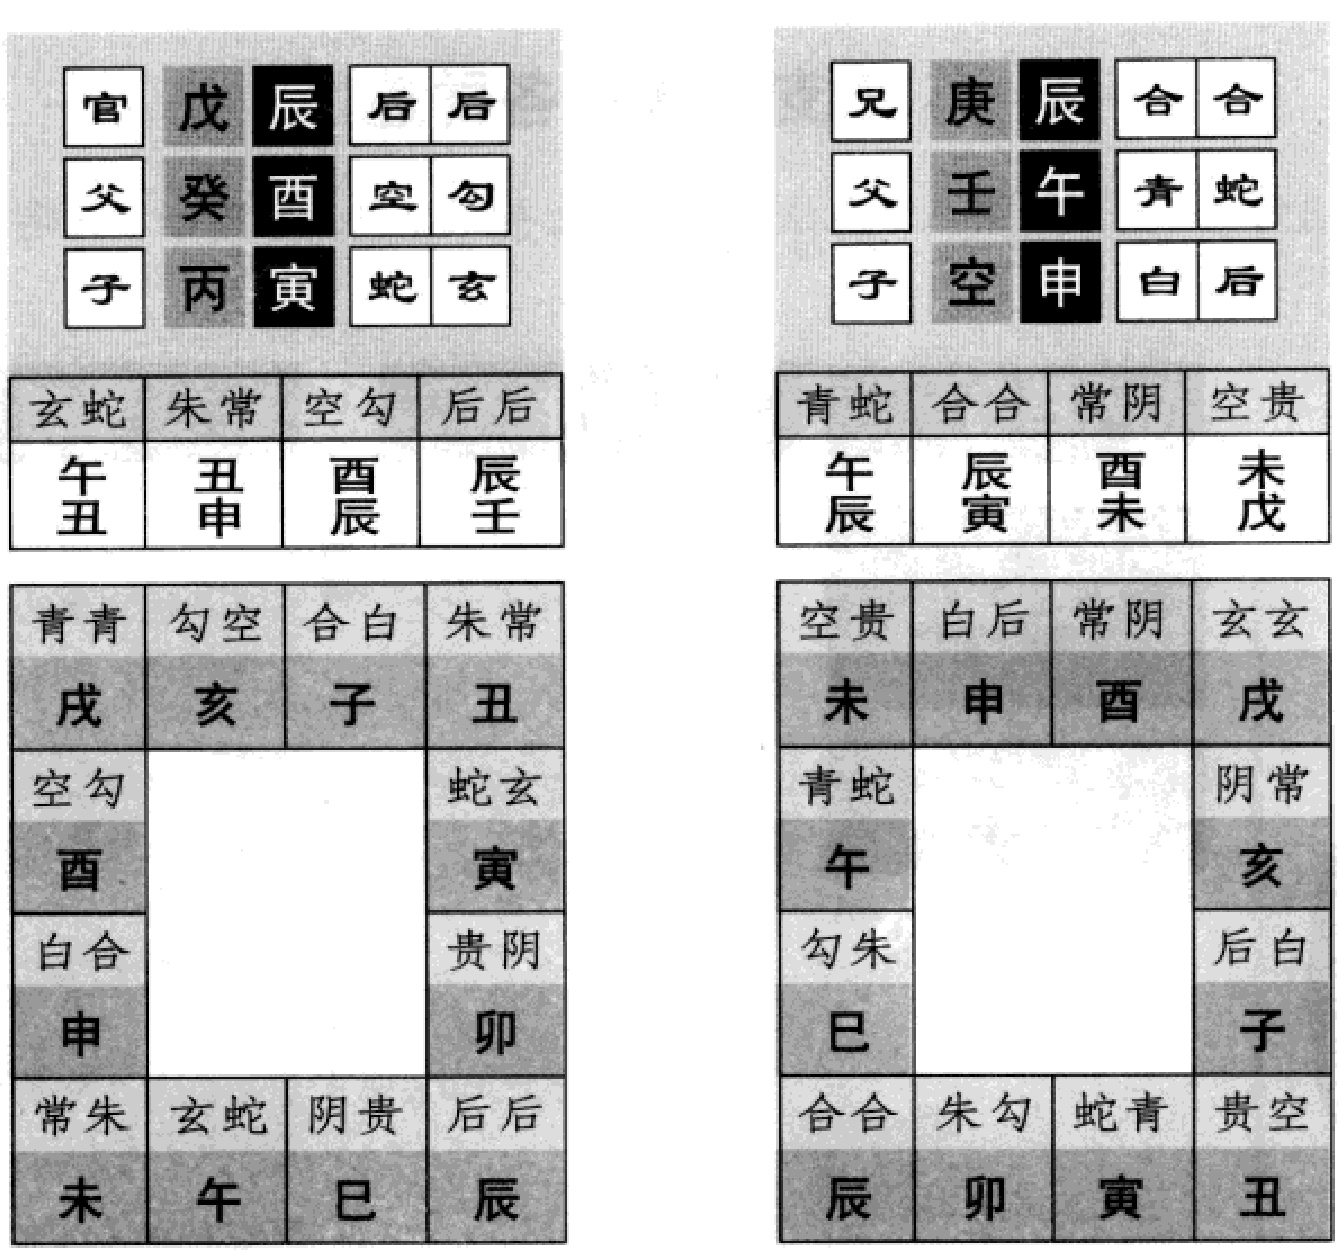 官 戊 辰 后 后
父 癸 酉 空 勾
子 丙 寅 蛇 玄
玄蛇 朱常 空勾 后后
午 丑 酉 辰
丑 申 辰 壬
青青 勾空 合白 朱常
戌 亥 子 丑
空勾 蛇玄
酉 寅
白合 贵阴
申 卯
常朱 玄蛇 阴贵 后后
未 午 巳 辰
兄 庚 辰 合 合
父 壬 午 青 蛇
子 空 申 白 后
青蛇 合合 常阴 空贵
午 辰 酉 未
辰 寅 未 戊
空贵 白后 常阴 玄玄
未 申 酉 戌
青蛇 阴常
午 亥
勾朱 后白
巳 子
合合 朱勾 蛇青 贵空
辰 卯 寅 丑